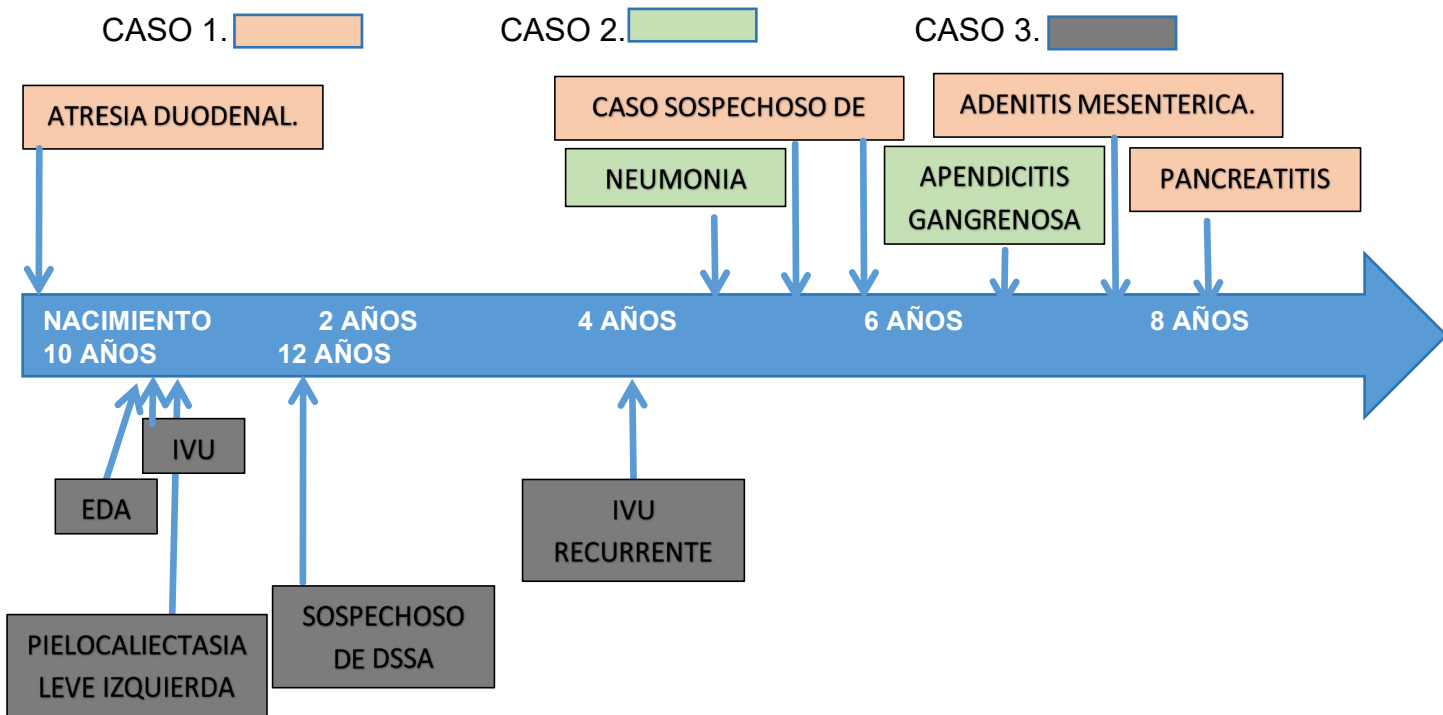 CASO 1. CASO 2. CASO 3.
ATRESIA DUODENAL.
CASO SOSPECHOSO DE
ADENITIS MESENTERICA.
NEUMONIA
APENDICITIS
GANGRENOSA
PANCREATITIS
NACIMIENTO 2 AÑOS 4 AÑOS 6 AÑOS 8 AÑOS
10 AÑOS 12 AÑOS
IVU
EDA
IVU
RECURRENTE
SOSPECHOSO
DE DSSA
PIELOCALIECTASIA
LEVE IZQUIERDA